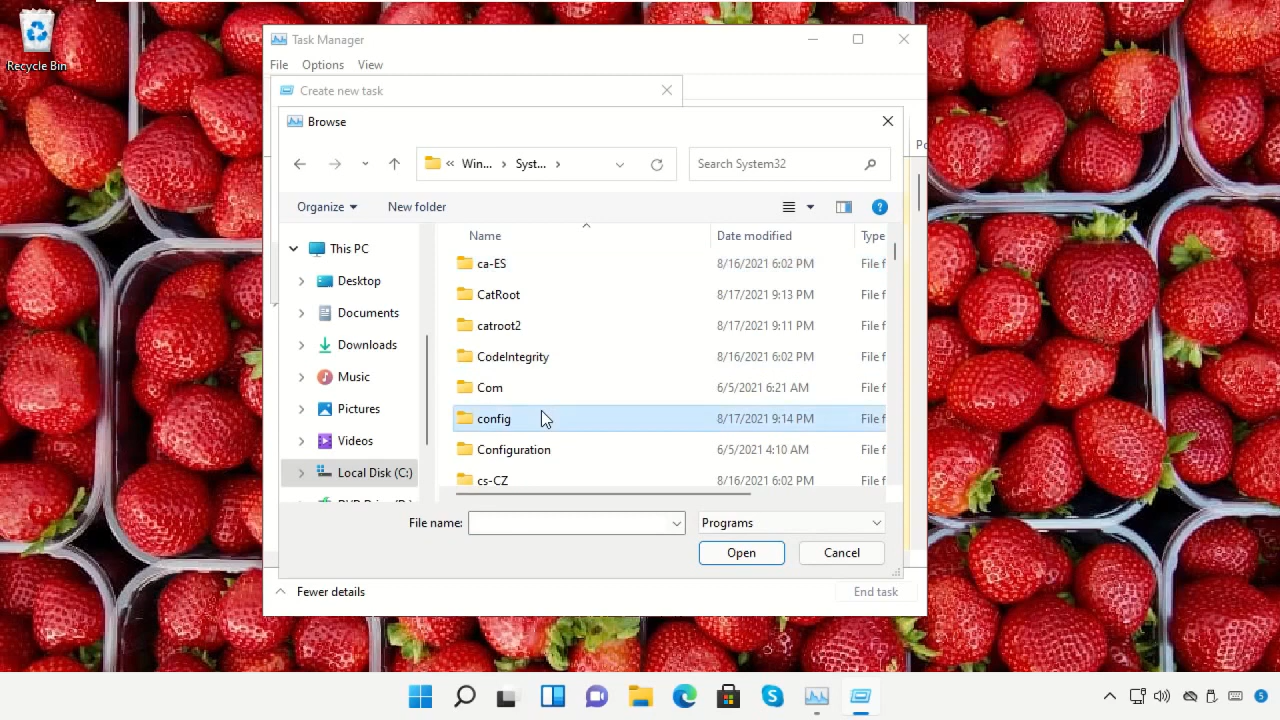 Recycle Bin
Task Manager
File Options View
Create new task
Browse
« Win... › Syst... ›
Search System32
Organize New folder
Name Date modified Type
This PC
Desktop
Documents
Downloads
Music
Pictures
Videos
Local Disk (C:)
ca-ES 8/16/2021 6:02 PM File f
CatRoot 8/17/2021 9:13 PM File f
catroot2 8/17/2021 9:11 PM File f
CodeIntegrity 8/16/2021 6:02 PM File f
Com 6/5/2021 6:21 AM File f
config 8/17/2021 9:14 PM File f
Configuration 6/5/2021 4:10 AM File f
cs-CZ 8/16/2021 6:02 PM File f
File name: Programs
Open Cancel
Fewer details End task
5